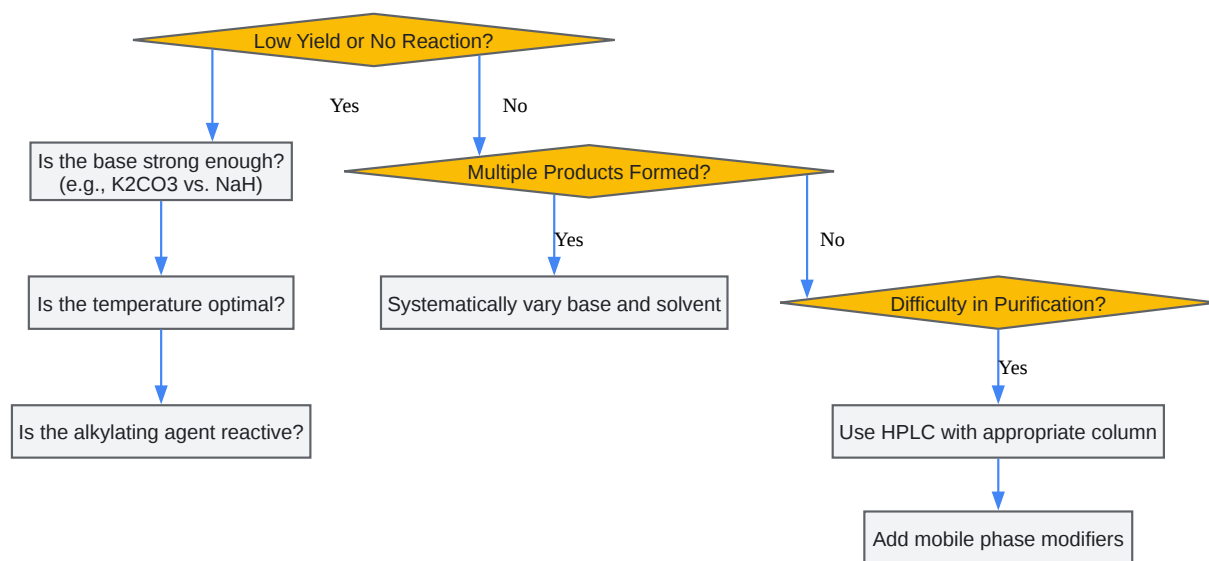 Low Yield or No Reaction?
Yes
No
Is the base strong enough?
(e.g., K2CO3 vs. NaH)
Multiple Products Formed?
Yes
No
Is the temperature optimal?
Systematically vary base and solvent
Difficulty in Purification?
Yes
Is the alkylating agent reactive?
Use HPLC with appropriate column
Add mobile phase modifiers